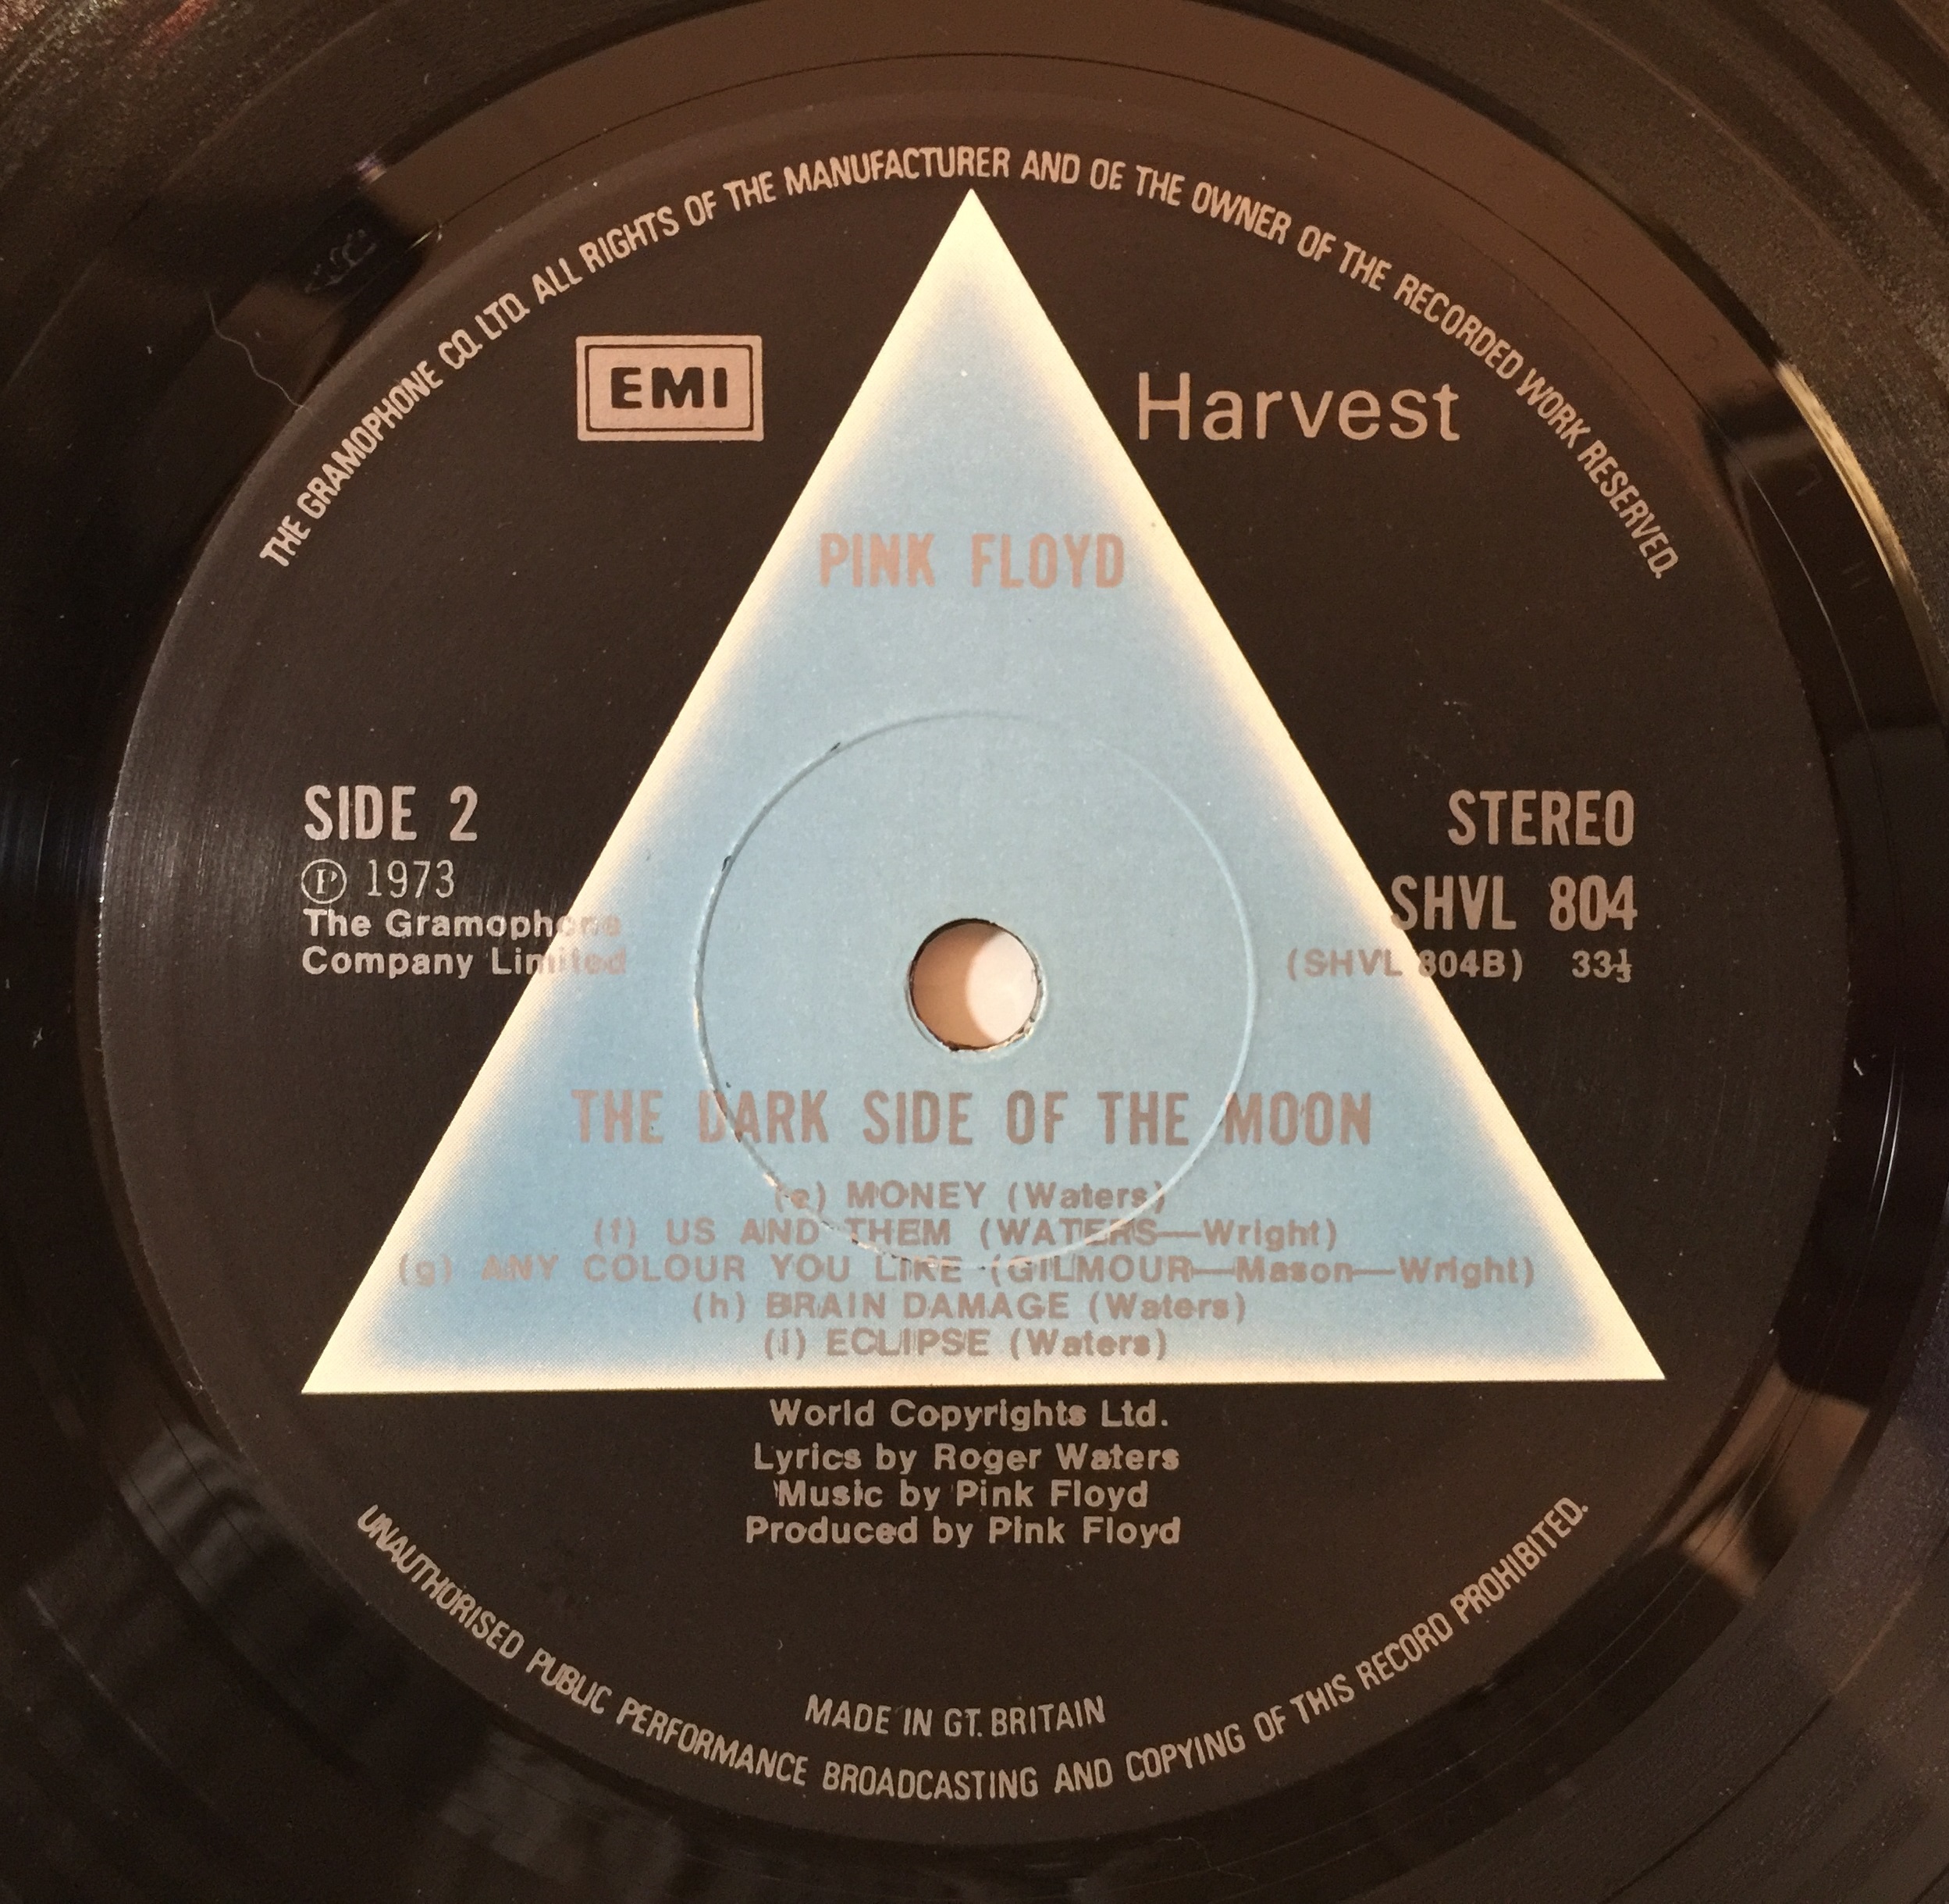 THE GRAMOPHONE CO. LTD. ALL RIGHTS OF THE MANUFACTURER AND OF THE OWNER OF THE RECORDED WORK RESERVED.
EMI
Harvest
PINK FLOYD
SIDE 2
Ⓟ 1973
The Gramophone
Company Limited
STEREO
SHVL 804
(SHVL 804B) 33⅓
THE DARK SIDE OF THE MOON
(e) MONEY (Waters)
(f) US AND THEM (WATERS—Wright)
(g) ANY COLOUR YOU LIKE (GILMOUR—Mason—Wright)
(h) BRAIN DAMAGE (Waters)
(i) ECLIPSE (Waters)
World Copyrights Ltd.
Lyrics by Roger Waters
Music by Pink Floyd
Produced by Pink Floyd
MADE IN GT. BRITAIN
UNAUTHORISED PUBLIC PERFORMANCE BROADCASTING AND COPYING OF THIS RECORD PROHIBITED.